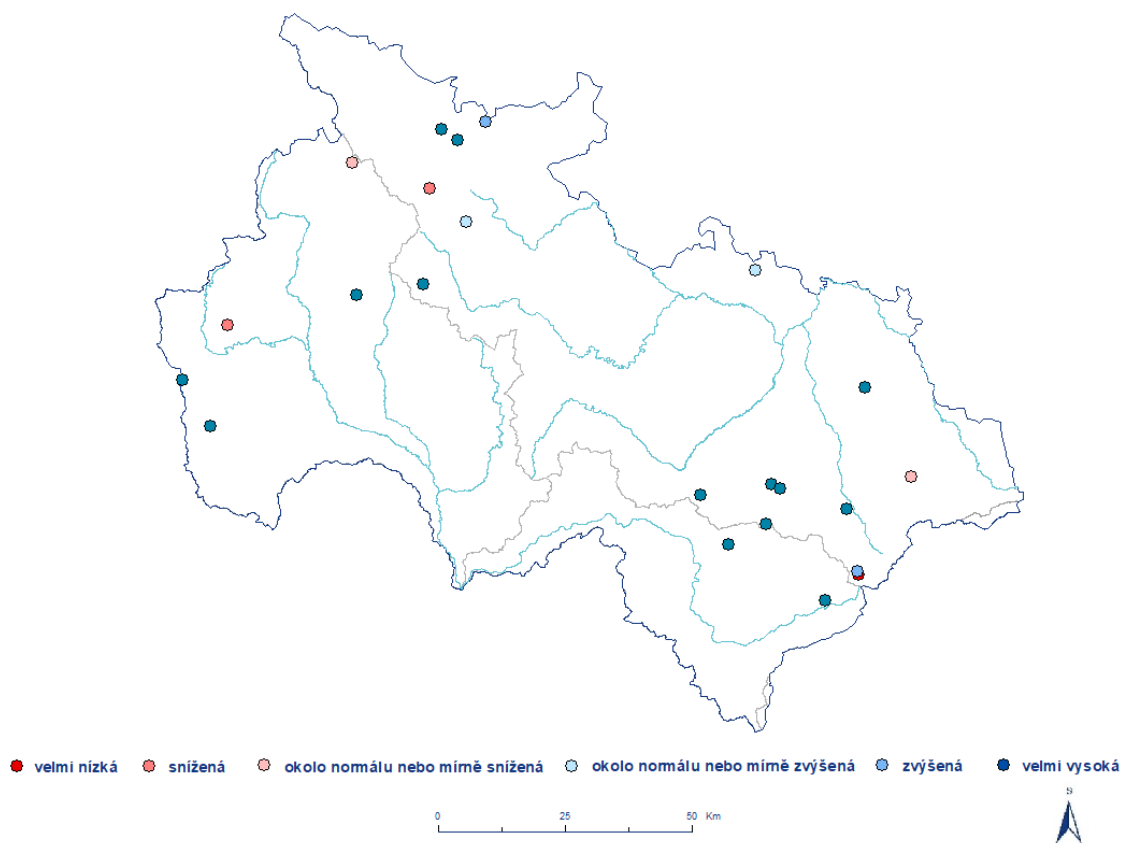 velmi nízká snížená okolo normálu nebo mírně snížená okolo normálu nebo mírně zvýšená zvýšená velmi vysoká
S
0 25 50 Km